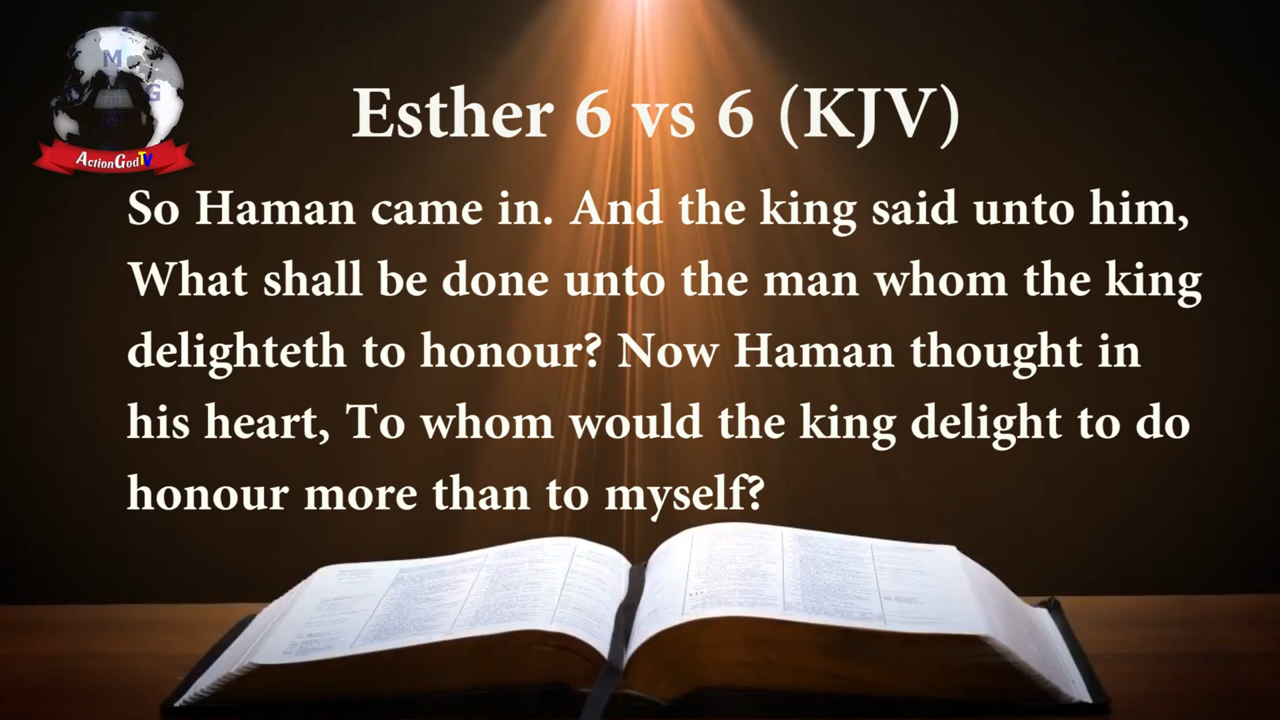 M
G
ActionGodTV
Esther 6 vs 6 (KJV)
So Haman came in. And the king said unto him,
What shall be done unto the man whom the king
delighteth to honour? Now Haman thought in
his heart, To whom would the king delight to do
honour more than to myself?